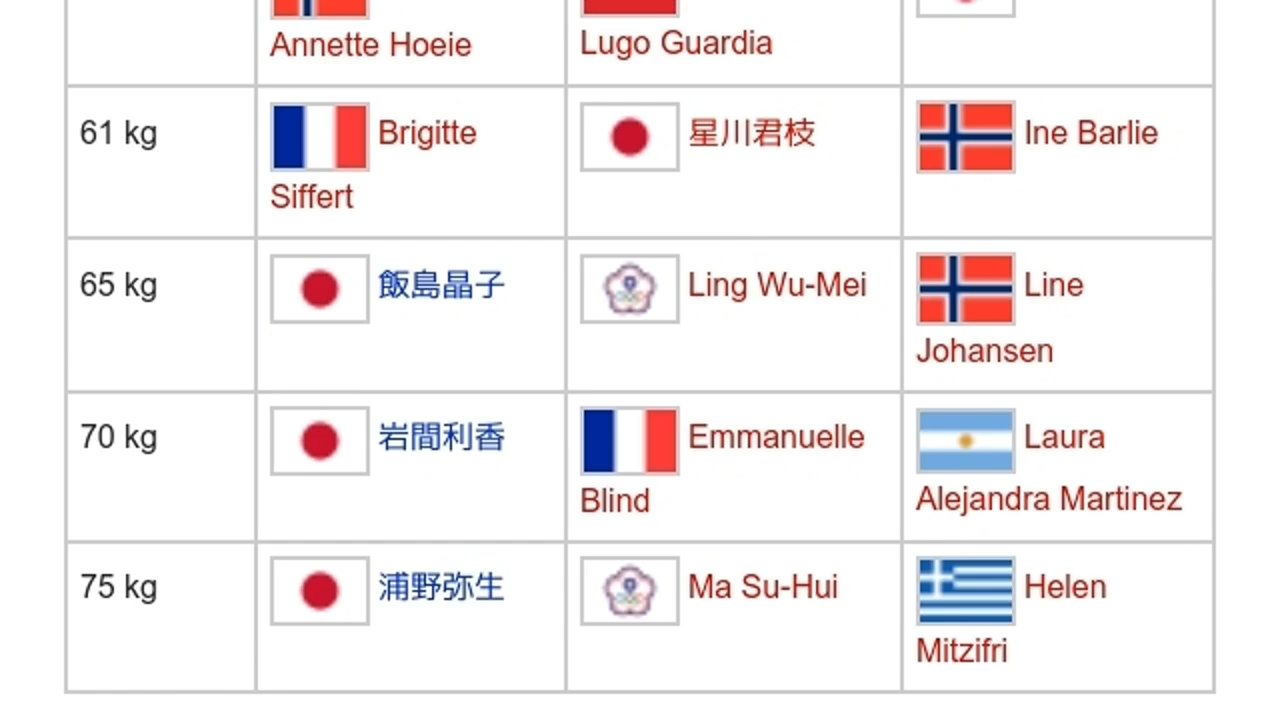 Annette Hoeie
Lugo Guardia
61 kg
Brigitte
Siffert
星川君枝
Ine Barlie
65 kg
飯島晶子
Ling Wu-Mei
Line
Johansen
70 kg
岩間利香
Emmanuelle
Blind
Laura
Alejandra Martinez
75 kg
浦野弥生
Ma Su-Hui
Helen
Mitzifri